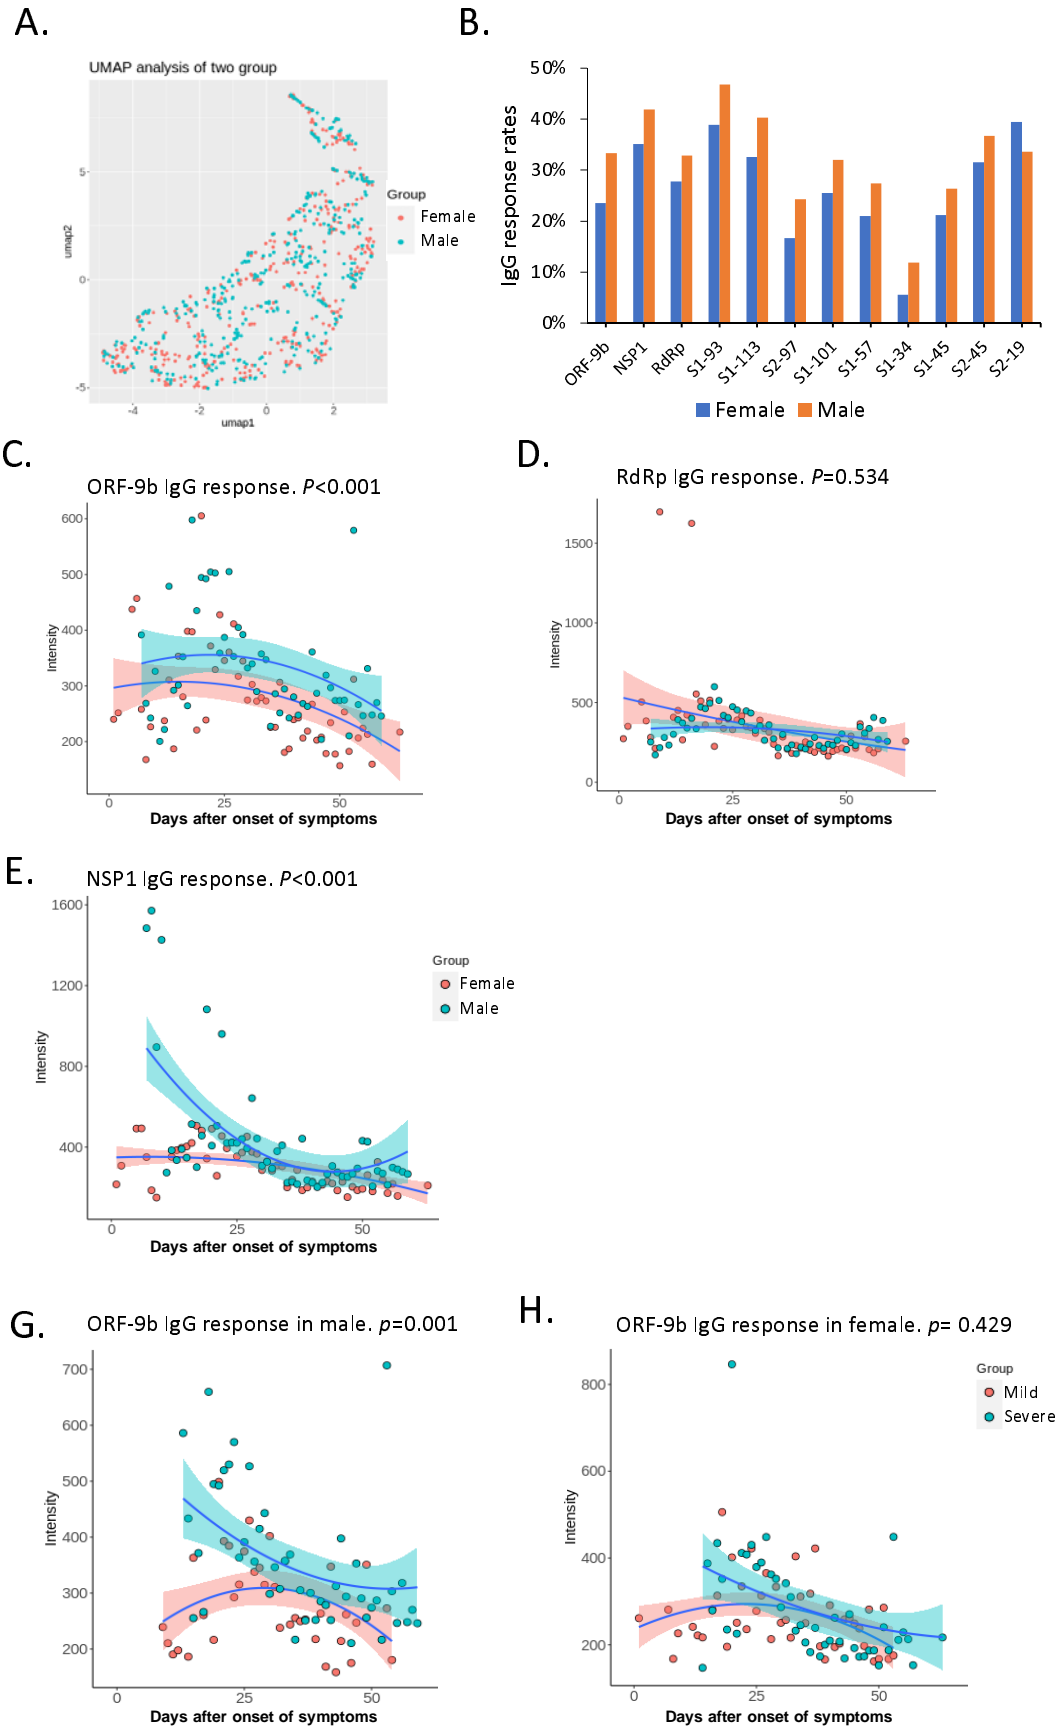 A.
UMAP analysis of two group
5
0
-5
umap2
-4
-2
0
2
umap1
Group
Female
Male
B.
IgG response rates
50%
40%
30%
20%
10%
0%
ORF-9b
NSP1
RdRp
S1-93
S1-113
S2-97
S1-101
S1-57
S1-34
S1-45
S2-45
S2-19
Female
Male
C.
ORF-9b IgG response. P<0.001
600
500
400
300
200
Intensity
0
25
50
Days after onset of symptoms
D.
RdRp IgG response. P=0.534
1500
1000
500
0
Intensity
0
25
50
Days after onset of symptoms
E.
NSP1 IgG response. P<0.001
1600
1200
800
400
Intensity
0
25
50
Days after onset of symptoms
Group
Female
Male
G.
ORF-9b IgG response in male. p=0.001
700
600
500
400
300
200
Intensity
0
25
50
Days after onset of symptoms
H.
ORF-9b IgG response in female. p= 0.429
800
600
400
200
Intensity
0
25
50
Days after onset of symptoms
Group
Mild
Severe